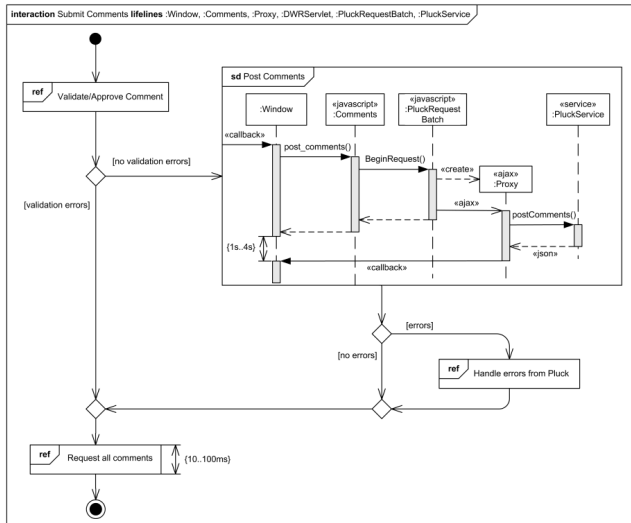 interaction Submit Comments lifelines :Window, :Comments, :Proxy, :DWRServlet, :PluckRequestBatch, :PluckService
ref
Validate/Approve Comment
[no validation errors]
[validation errors]
sd Post Comments
:Window
«javascript»
:Comments
«javascript»
:PluckRequest
Batch
«service»
:PluckService
«callback»
post_comments()
BeginRequest()
«create»
«ajax»
:Proxy
«ajax»
postComments()
{1s..4s}
«json»
«callback»
[errors]
[no errors]
ref
Handle errors from Pluck
ref
Request all comments
{10..100ms}